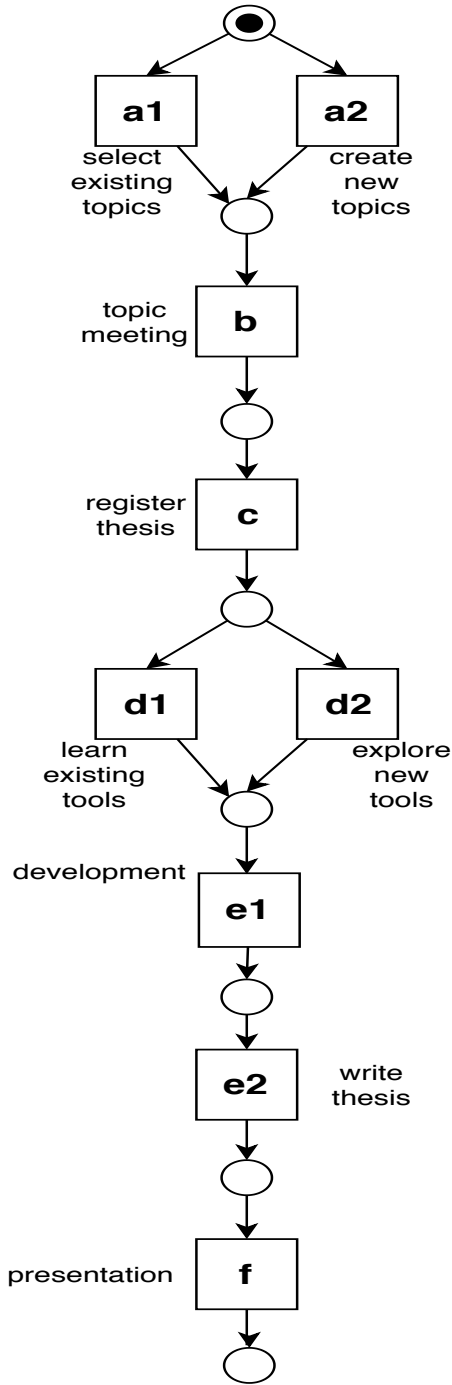 a1
a2
select
existing
topics
create
new
topics
topic
meeting
b
register
thesis
c
d1
d2
learn
existing
tools
explore
new
tools
development
e1
e2
write
thesis
presentation
f